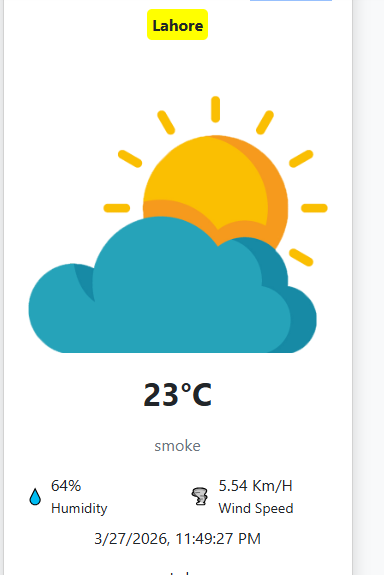 Lahore
23°C
smoke
64%
Humidity
5.54 Km/H
Wind Speed
3/27/2026, 11:49:27 PM